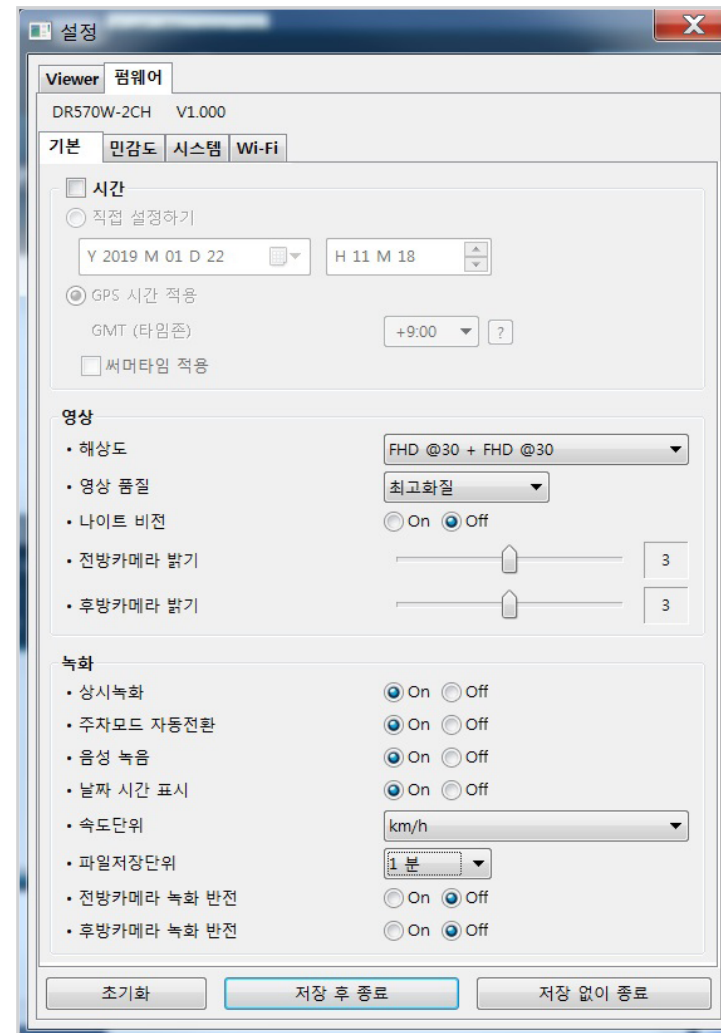 설정
Viewer 펌웨어
DR570W-2CH V1.000
기본 민감도 시스템 Wi-Fi
시간
직접 설정하기
Y 2019 M 01 D 22 H 11 M 18
GPS 시간 적용
GMT (타임존) +9:00 ?
써머타임 적용
영상
• 해상도 FHD @30 + FHD @30
• 영상 품질 최고화질
• 나이트 비전 On Off
• 전방카메라 밝기 3
• 후방카메라 밝기 3
녹화
• 상시녹화 On Off
• 주차모드 자동전환 On Off
• 음성 녹음 On Off
• 날짜 시간 표시 On Off
• 속도단위 km/h
• 파일저장단위 1 분
• 전방카메라 녹화 반전 On Off
• 후방카메라 녹화 반전 On Off
초기화 저장 후 종료 저장 없이 종료